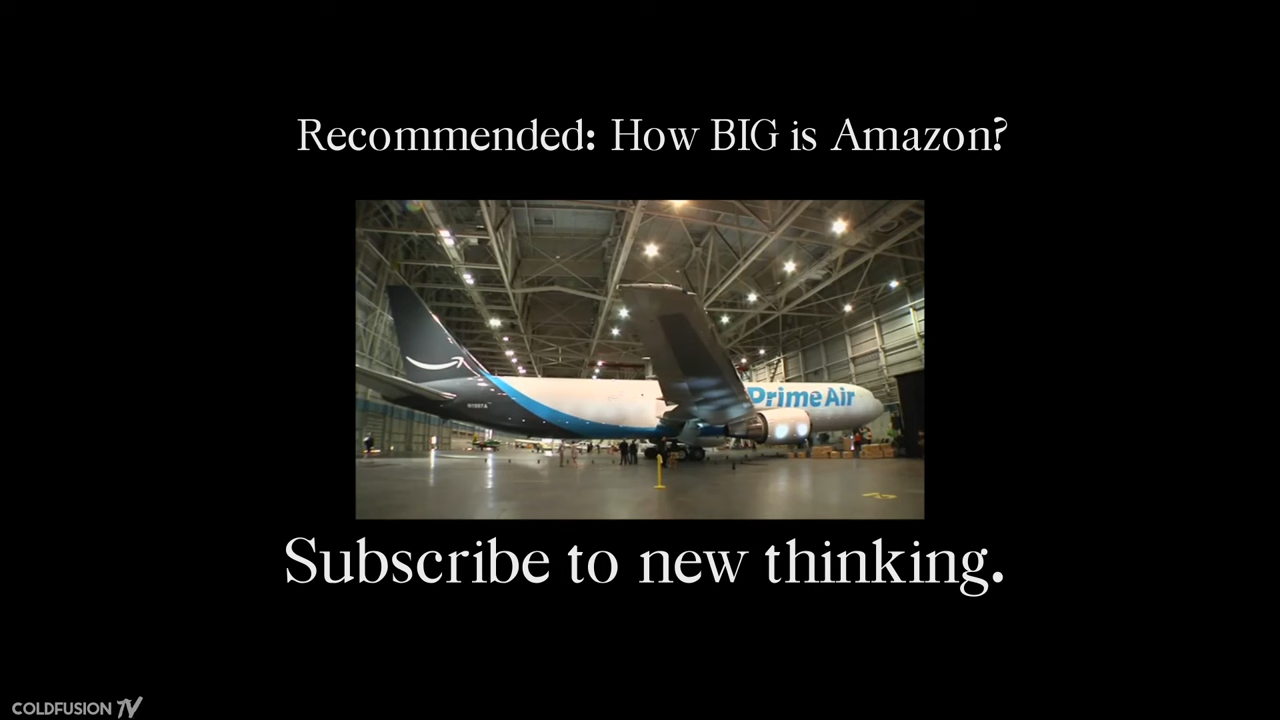 Recommended: How BIG is Amazon?
Prime Air
Subscribe to new thinking.
COLDFUSION TV